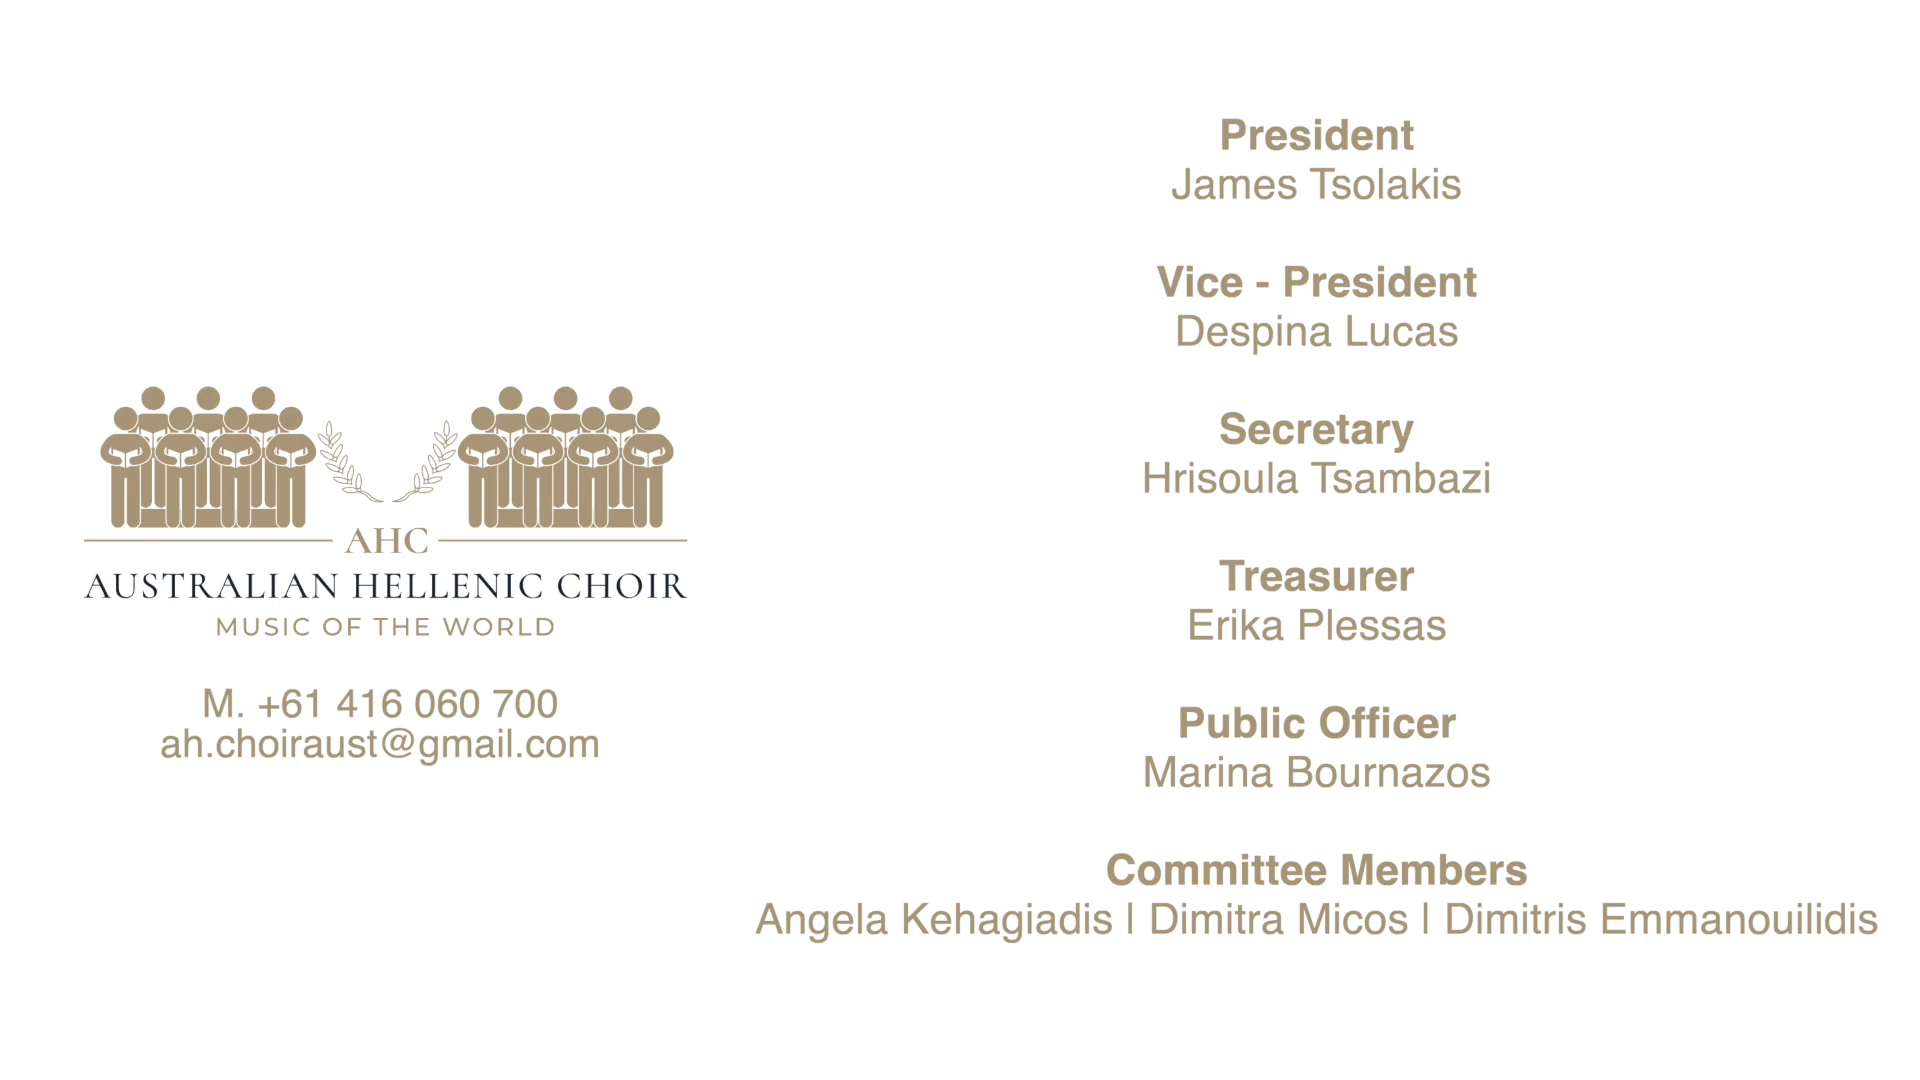 AHC
AUSTRALIAN HELLENIC CHOIR
MUSIC OF THE WORLD
M. +61 416 060 700
ah.choiraust@gmail.com
President
James Tsolakis
Vice - President
Despina Lucas
Secretary
Hrisoula Tsambazi
Treasurer
Erika Plessas
Public Officer
Marina Bournazos
Committee Members
Angela Kehagiadis | Dimitra Micos | Dimitris Emmanouilidis